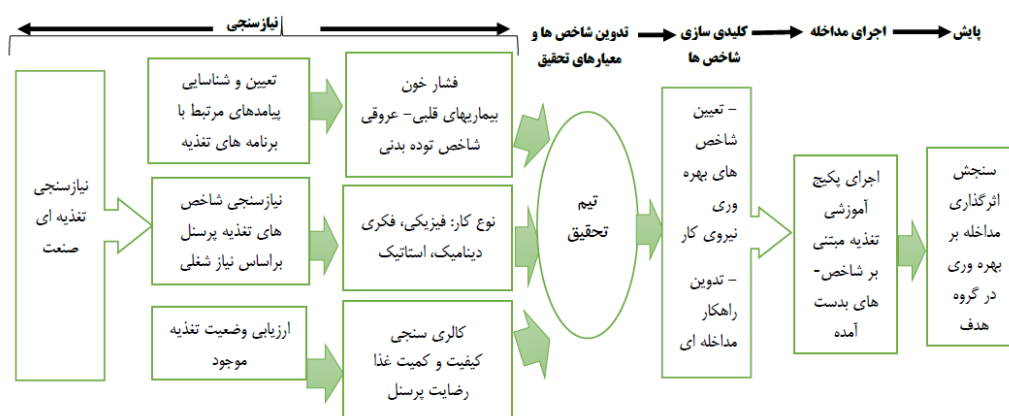 نیازسنجی
تدوین شاخص ها و
معیارهای تحقیق
کلیدی سازی
شاخص ها
اجرای مداخله
پایش
نیازسنجی
تغذیه ای
صنعت
تعیین و شناسایی
پیامدهای مرتبط با
برنامه های تغذیه
فشار خون
بیماریهای قلبی- عروقی
شاخص توده بدنی
نیازسنجی شاخص
های تغذیه پرسنل
براساس نیاز شغلی
نوع کار: فیزیکی، فکری
دینامیک، استاتیک
ارزیابی وضعیت تغذیه
موجود
کالری سنجی
کیفیت و کمیت غذا
رضایت پرسنل
تیم
تحقیق
- تعیین
شاخص
های بهره
وری
نیروی کار
- تدوین
راهکار
مداخله ای
اجرای پکیج
آموزشی
تغذیه مبتنی
بر شاخص-
های بدست
آمده
سنجش
اثرگذاری
مداخله بر
بهره وری
در گروه
هدف